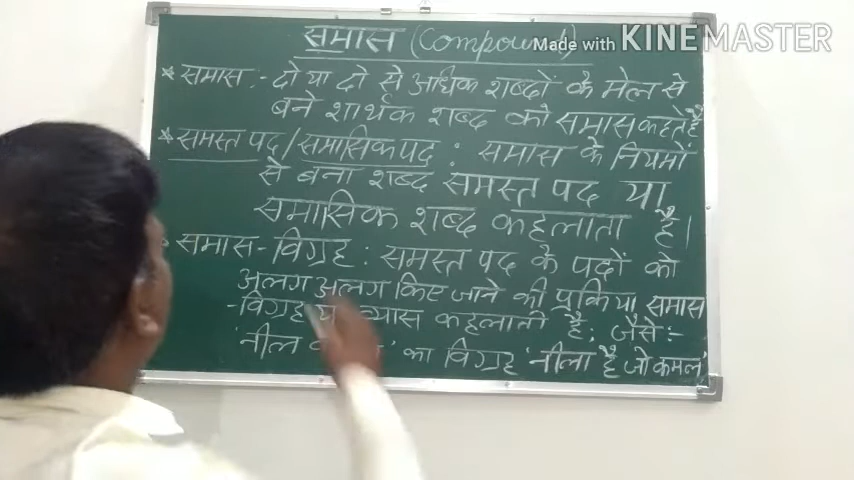 समास (Compound)
Made with KINEMASTER
* समास :- दो या दो से अधिक शब्दों के मेल से
बने शार्थक शब्द को समास कहते हैं
* समस्त पद / समासिक पद : समास के नियमों
से बना शब्द समस्त पद या
समासिक शब्द कहलाता है।
समास - विग्रह : समस्त पद के पदों को
अलग अलग किए जाने की प्रकिया समास
- विग्रह व्यास कहलाती है; जैसे :-
'नील ' का विग्रह 'नीला है जो कमल'